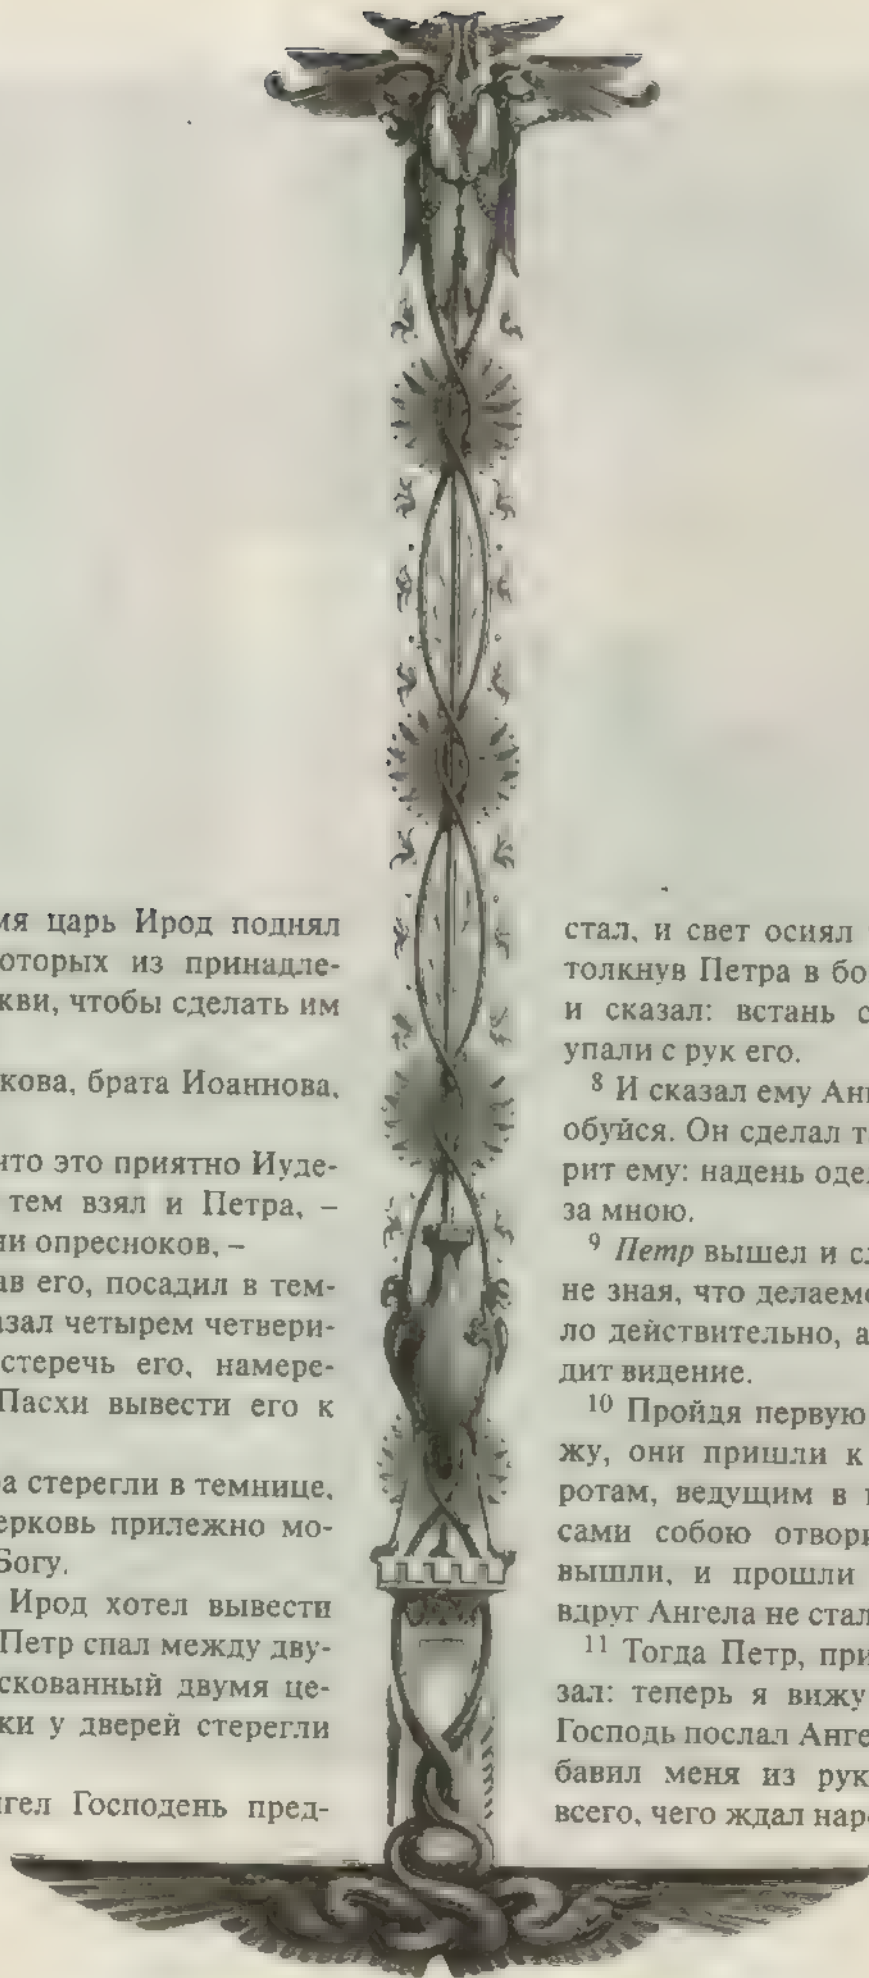 мя царь Ирод поднял
оторых из принадле-
кви, чтобы сделать им
кова, брата Иоаннова,
что это приятно Иуде-
тем взял и Петра, –
ни опресноков, –
ав его, посадил в тем-
азал четырем четвери-
стеречь его, намере-
Пасхи вывести его к
ра стерегли в темнице,
ерковь прилежно мо-
Богу.
Ирод хотел вывести
Петр спал между дву-
скованный двумя це-
ки у дверей стерегли
нгел Господень пред-
стал, и свет осиял
толкнув Петра в бо
и сказал: встань с
упали с рук его.
8 И сказал ему Анг
обуйся. Он сделал т
рит ему: надень оде
за мною.
9 Петр вышел и сл
не зная, что делаемо
ло действительно, а
дит видение.
10 Пройдя первую
жу, они пришли к
ротам, ведущим в
сами собою отвори
вышли, и прошли
вдруг Ангела не стал
11 Тогда Петр, при
зал: теперь я вижу
Господь послал Анге
бавил меня из рук
всего, чего ждал нар